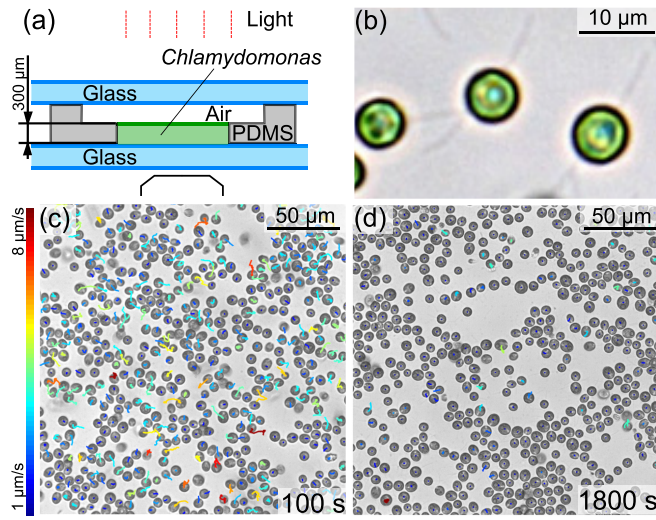 (a)
Light
Chlamydomonas
300 µm
Glass
Air
PDMS
Glass
(b)
10 µm
(c)
50 µm
8 µm/s
1 µm/s
100 s
(d)
50 µm
1800 s